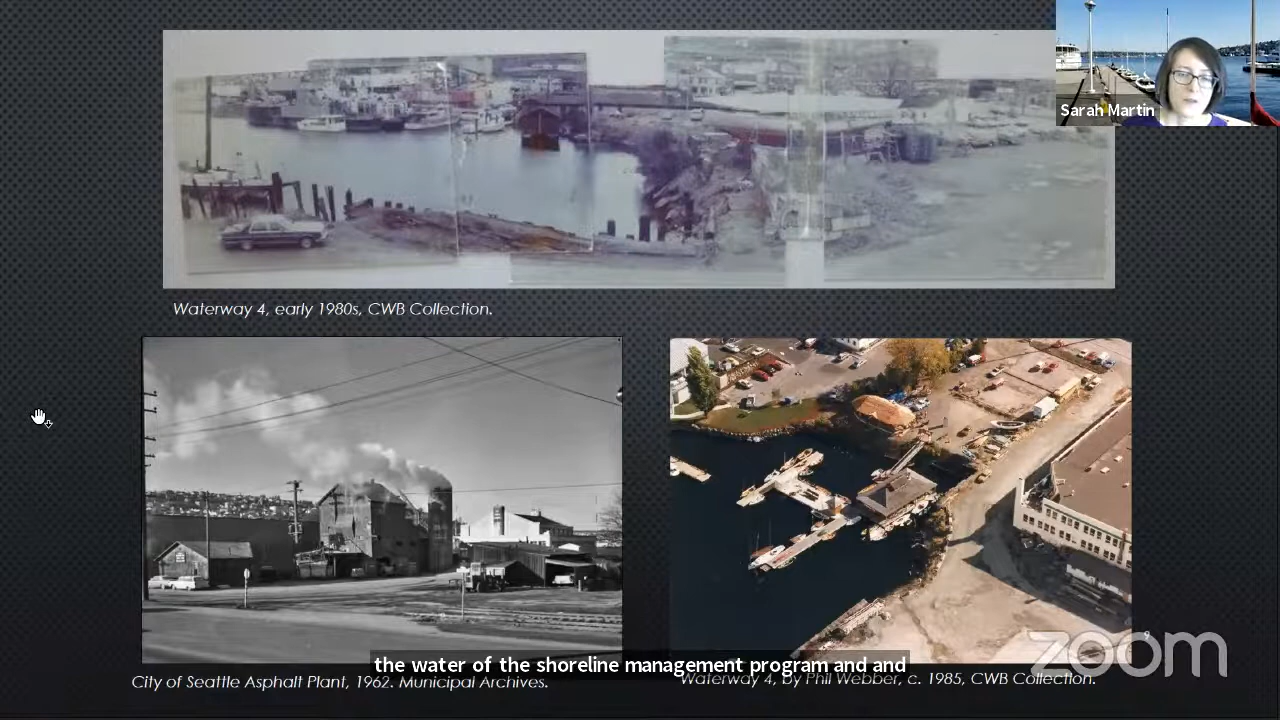 Sarah Martin
Waterway 4, early 1980s, CWB Collection.
9
zoom
the water of the shoreline management program and and
City of Seattle Asphalt Plant, 1962. Municipal Archives.
Waterway 4, by Phil Webber, c. 1985, CWB Collection.